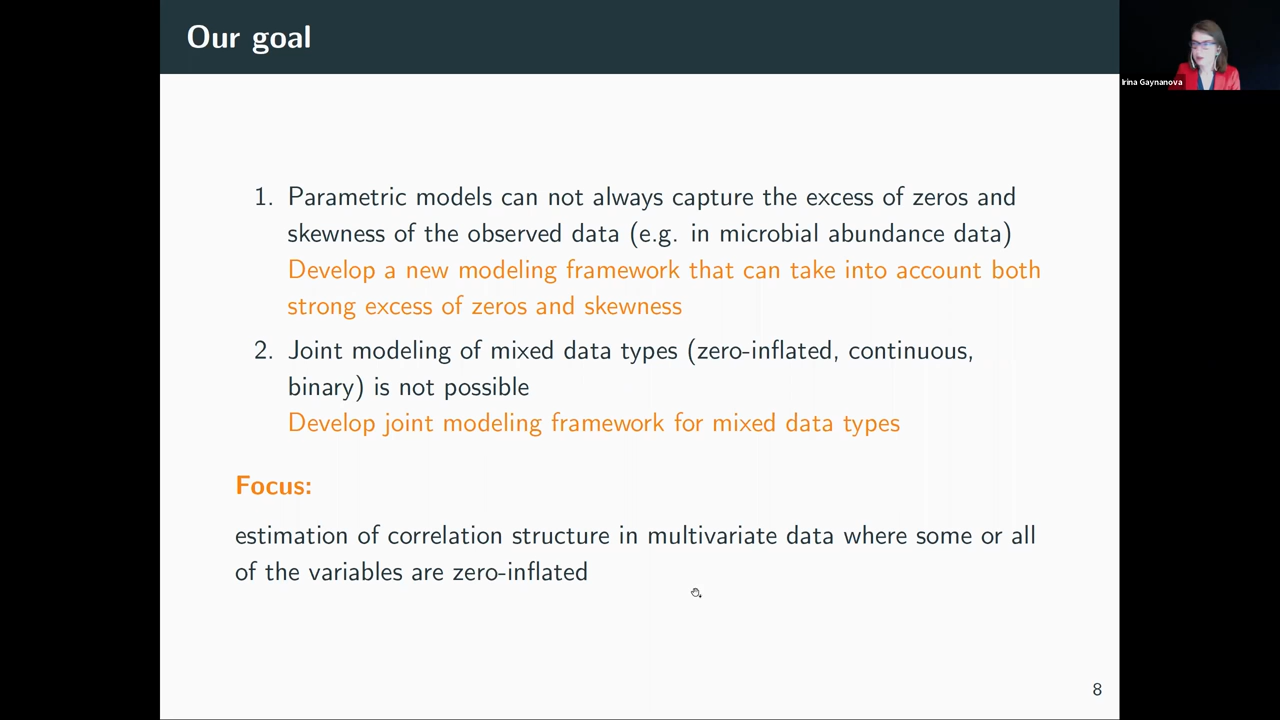 Our goal
Irina Gaynanova
1. Parametric models can not always capture the excess of zeros and
skewness of the observed data (e.g. in microbial abundance data)
Develop a new modeling framework that can take into account both
strong excess of zeros and skewness
2. Joint modeling of mixed data types (zero-inflated, continuous,
binary) is not possible
Develop joint modeling framework for mixed data types
Focus:
estimation of correlation structure in multivariate data where some or all
of the variables are zero-inflated
8